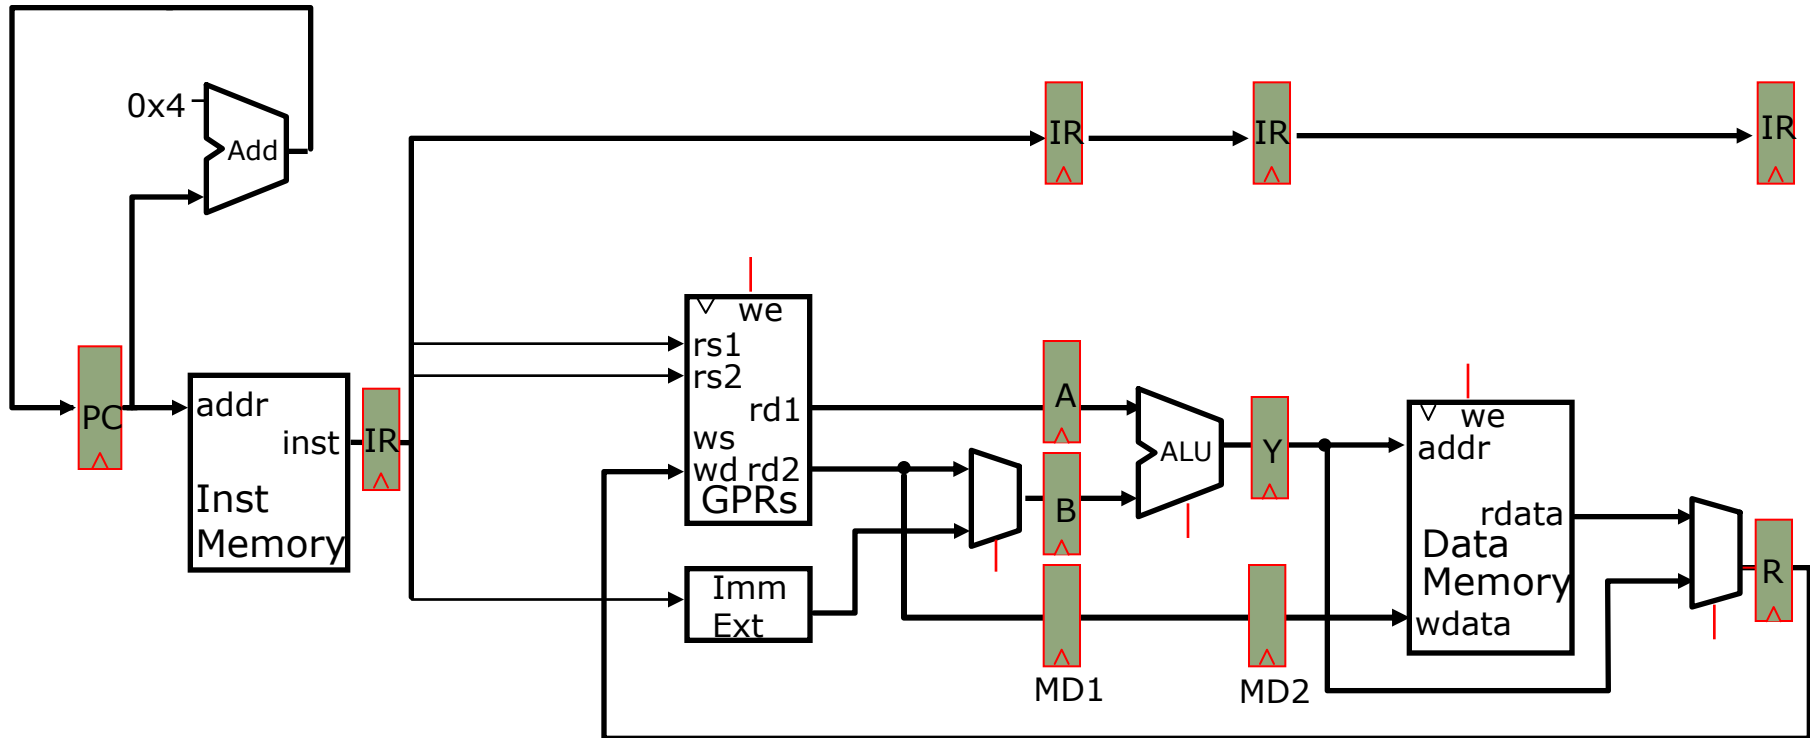 0x4
Add
IR
IR
IR
we
rs1
rs2
rd1
ws
wd rd2
GPRs
PC
addr
inst
Inst
Memory
IR
A
B
ALU
Y
we
addr
rdata
Data
Memory
wdata
R
Imm
Ext
MD1
MD2